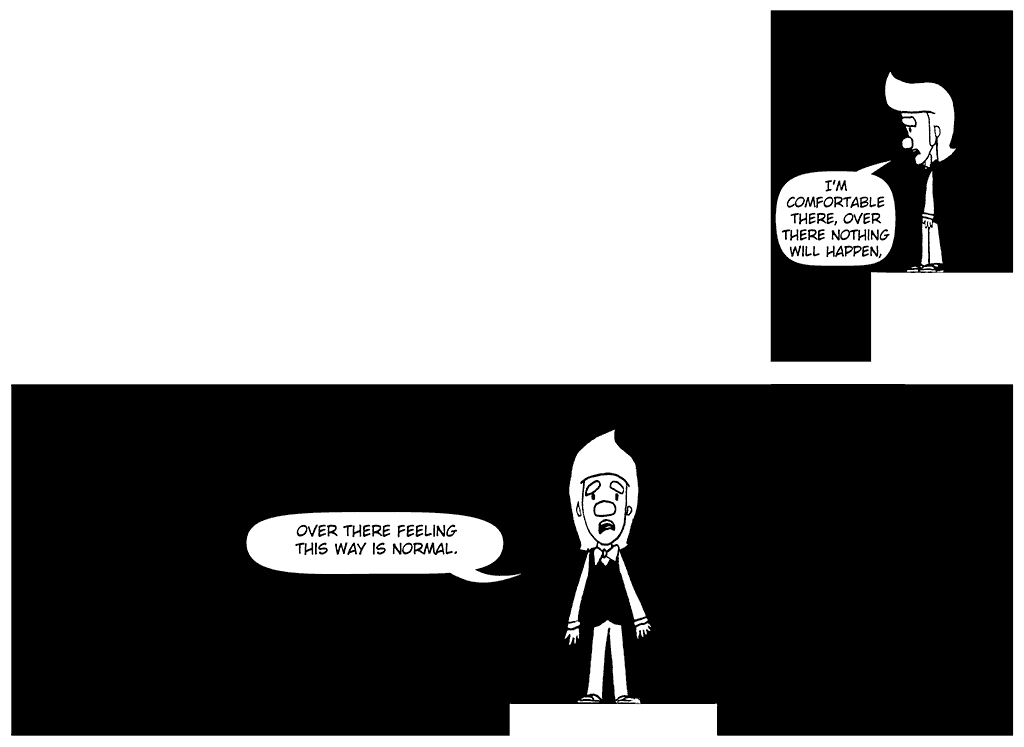 I'M
COMFORTABLE
THERE, OVER
THERE NOTHING
WILL HAPPEN,
OVER THERE FEELING
THIS WAY IS NORMAL.